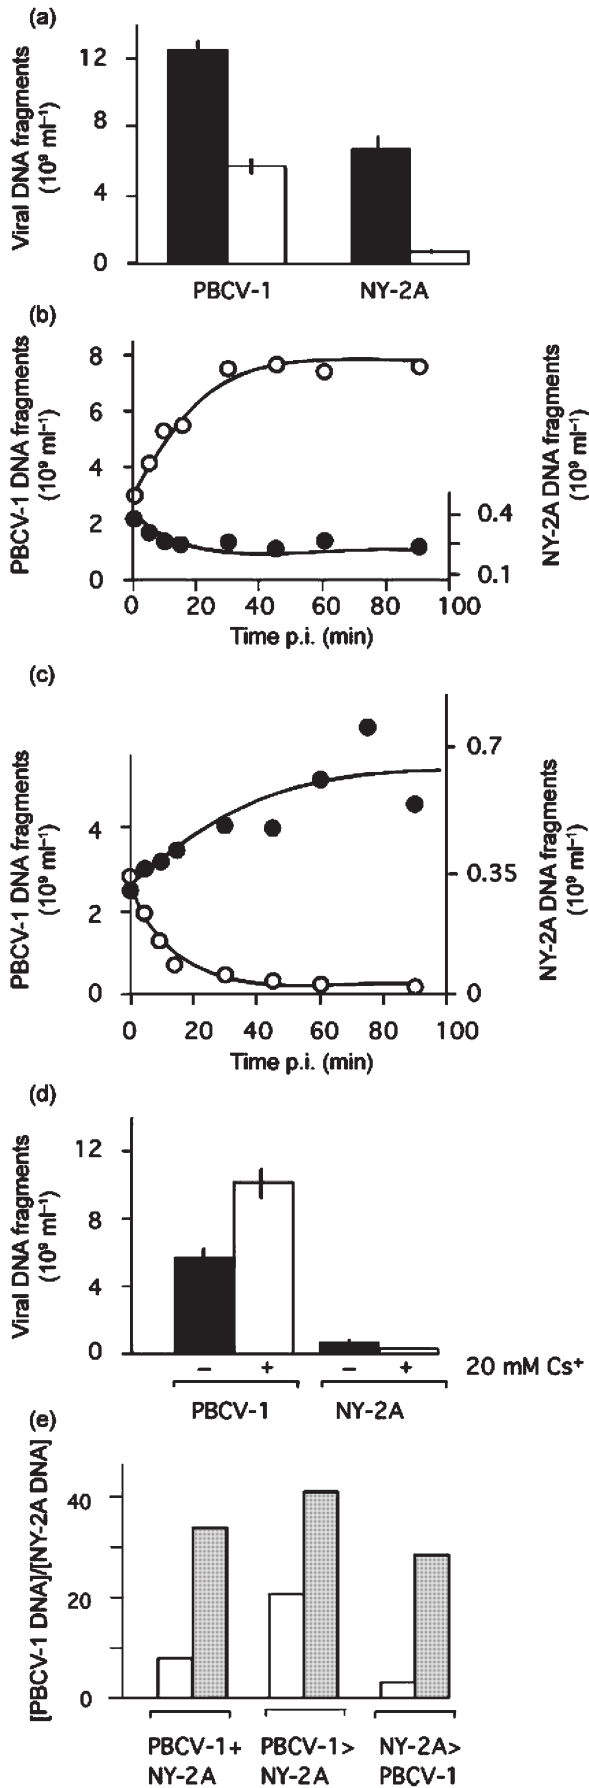 (a)
Viral DNA fragments
(10⁹ ml⁻¹)
12
8
4
0
PBCV-1
NY-2A
(b)
PBCV-1 DNA fragments
(10⁹ ml⁻¹)
8
6
4
2
0
NY-2A DNA fragments
(10⁹ ml⁻¹)
0.4
0.1
0 20 40 60 80 100
Time p.i. (min)
(c)
PBCV-1 DNA fragments
(10⁹ ml⁻¹)
4
2
0
NY-2A DNA fragments
(10⁹ ml⁻¹)
0.7
0.35
0
0 20 40 60 80 100
Time p.i. (min)
(d)
Viral DNA fragments
(10⁹ ml⁻¹)
12
8
4
0
– + – + 20 mM Cs⁺
PBCV-1 NY-2A
(e)
[PBCV-1 DNA]/[NY-2A DNA]
40
20
0
PBCV-1+ PBCV-1> NY-2A>
NY-2A NY-2A PBCV-1